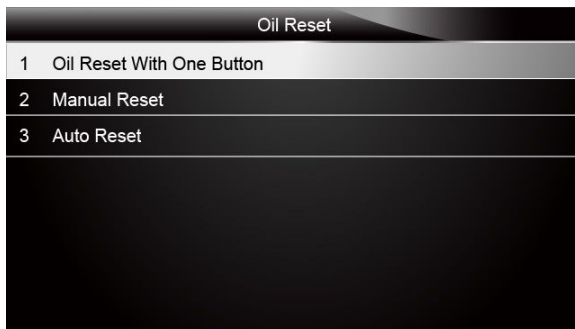 Oil Reset
1 Oil Reset With One Button
2 Manual Reset
3 Auto Reset